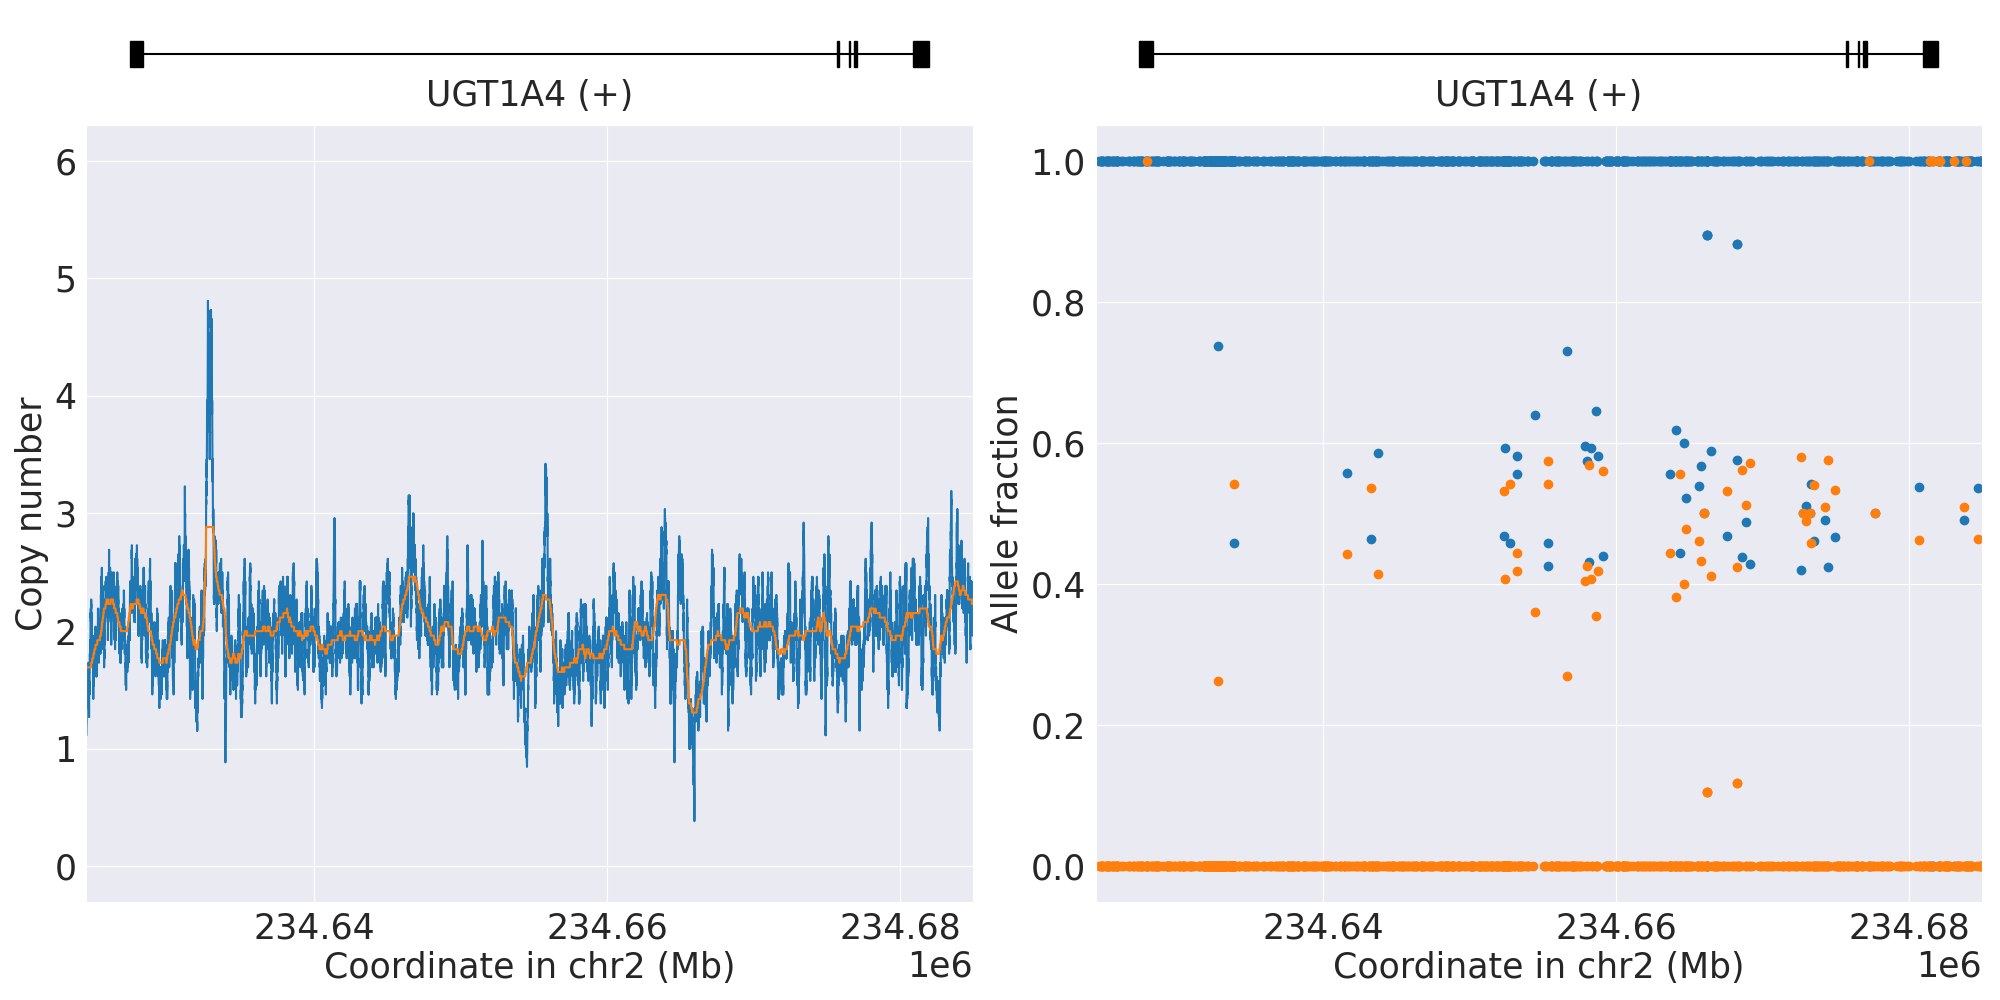 UGT1A4 (+)
6
5
4
3
2
1
0
Copy number
234.64 234.66 234.68
1e6
Coordinate in chr2 (Mb)
UGT1A4 (+)
1.0
0.8
0.6
0.4
0.2
0.0
Allele fraction
234.64 234.66 234.68
1e6
Coordinate in chr2 (Mb)